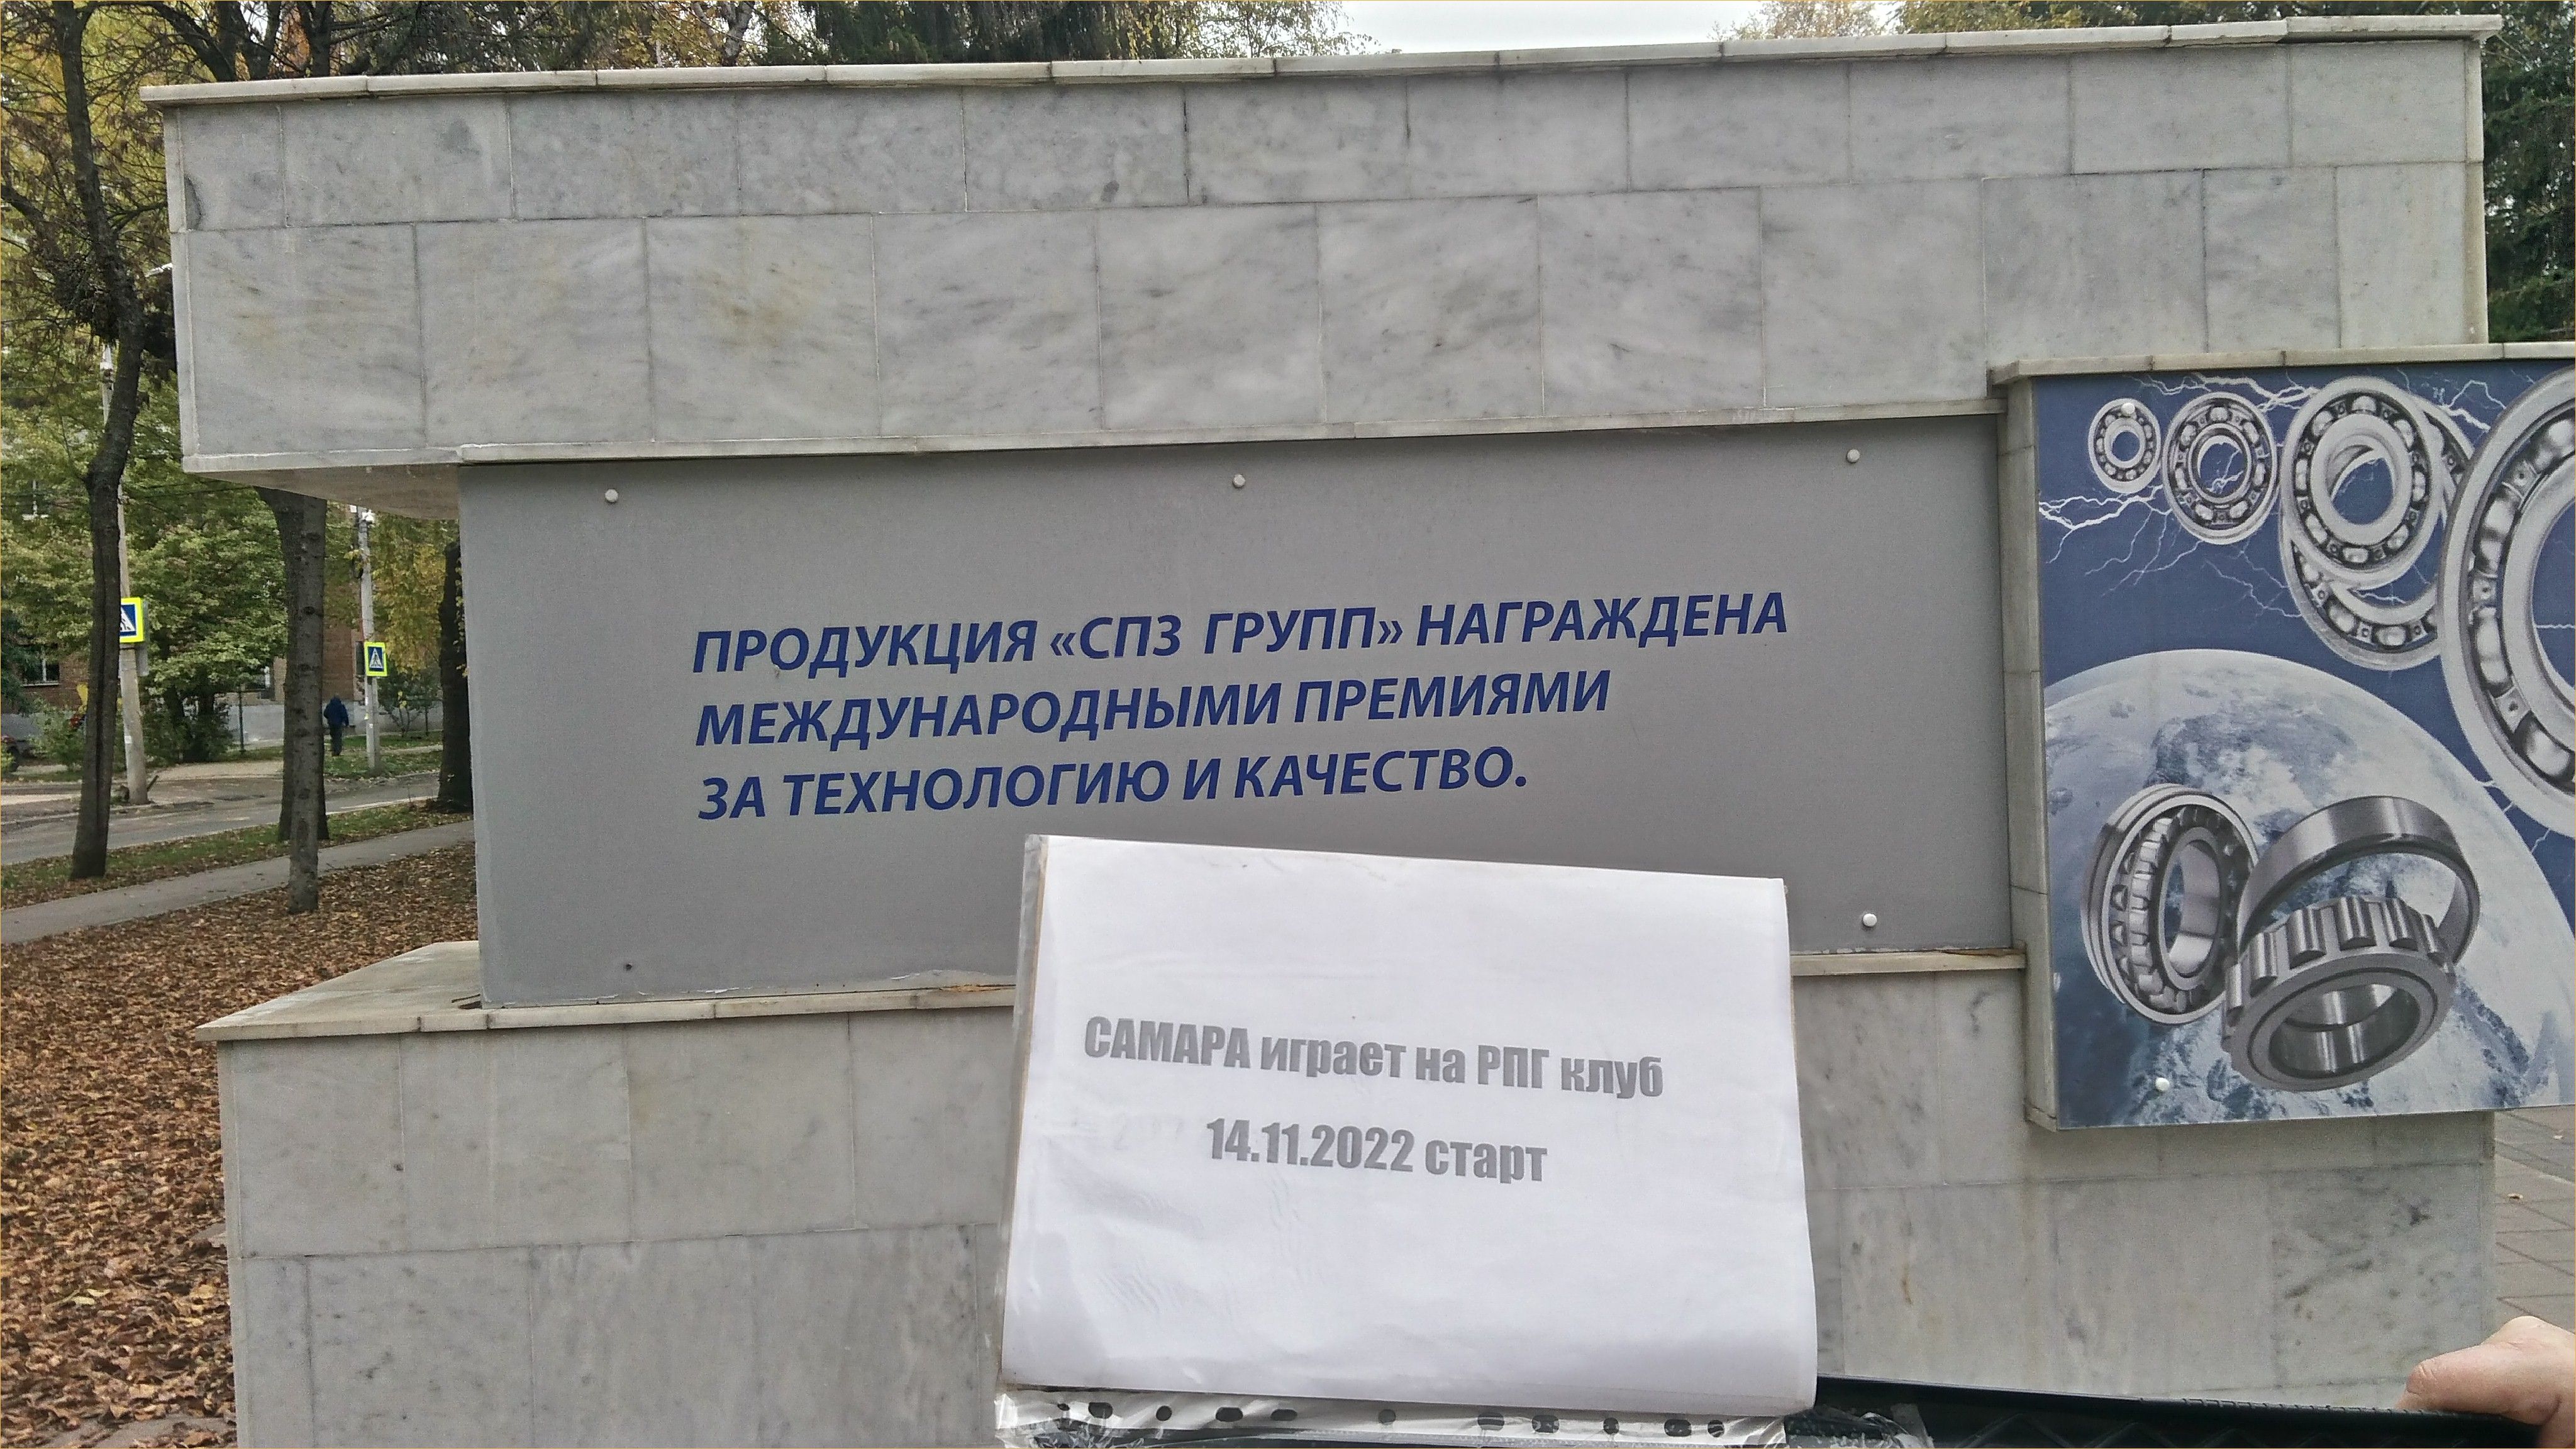 ПРОДУКЦИЯ «СПЗ ГРУПП» НАГРАЖДЕНА
МЕЖДУНАРОДНЫМИ ПРЕМИЯМИ
ЗА ТЕХНОЛОГИЮ И КАЧЕСТВО.
САМАРА играет на РПГ клуб
14.11.2022 старт